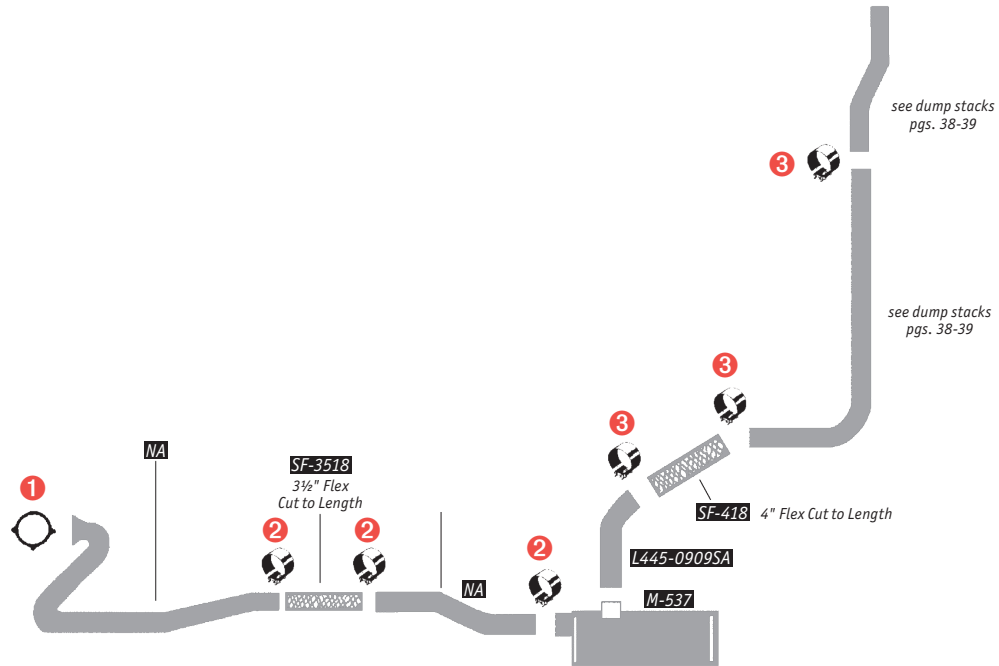 see dump stacks
pgs. 38-39
3
see dump stacks
pgs. 38-39
3
3
NA
SF-3518
3½" Flex
Cut to Length
1
SF-418 4" Flex Cut to Length
2
2
2
L445-0909SA
NA
M-537